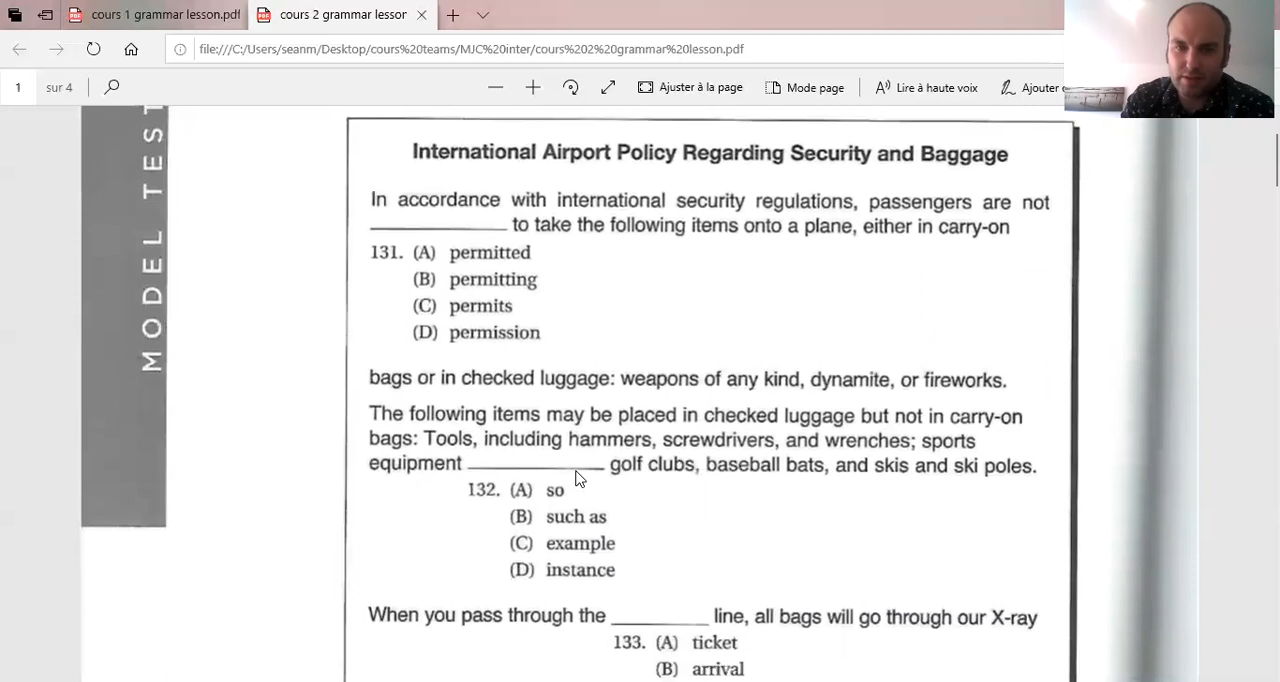 cours 1 grammar lesson.pdf
cours 2 grammar lesson
file:///C:/Users/seanm/Desktop/cours%20teams/MJC%20inter/cours%202%20grammar%20lesson.pdf
1 sur 4
Ajuster à la page
Mode page
Lire à haute voix
Ajouter
MODEL TEST
International Airport Policy Regarding Security and Baggage
In accordance with international security regulations, passengers are not
__________ to take the following items onto a plane, either in carry-on
131. (A) permitted
(B) permitting
(C) permits
(D) permission
bags or in checked luggage: weapons of any kind, dynamite, or fireworks.
The following items may be placed in checked luggage but not in carry-on
bags: Tools, including hammers, screwdrivers, and wrenches; sports
equipment __________ golf clubs, baseball bats, and skis and ski poles.
132. (A) so
(B) such as
(C) example
(D) instance
When you pass through the ________ line, all bags will go through our X-ray
133. (A) ticket
(B) arrival